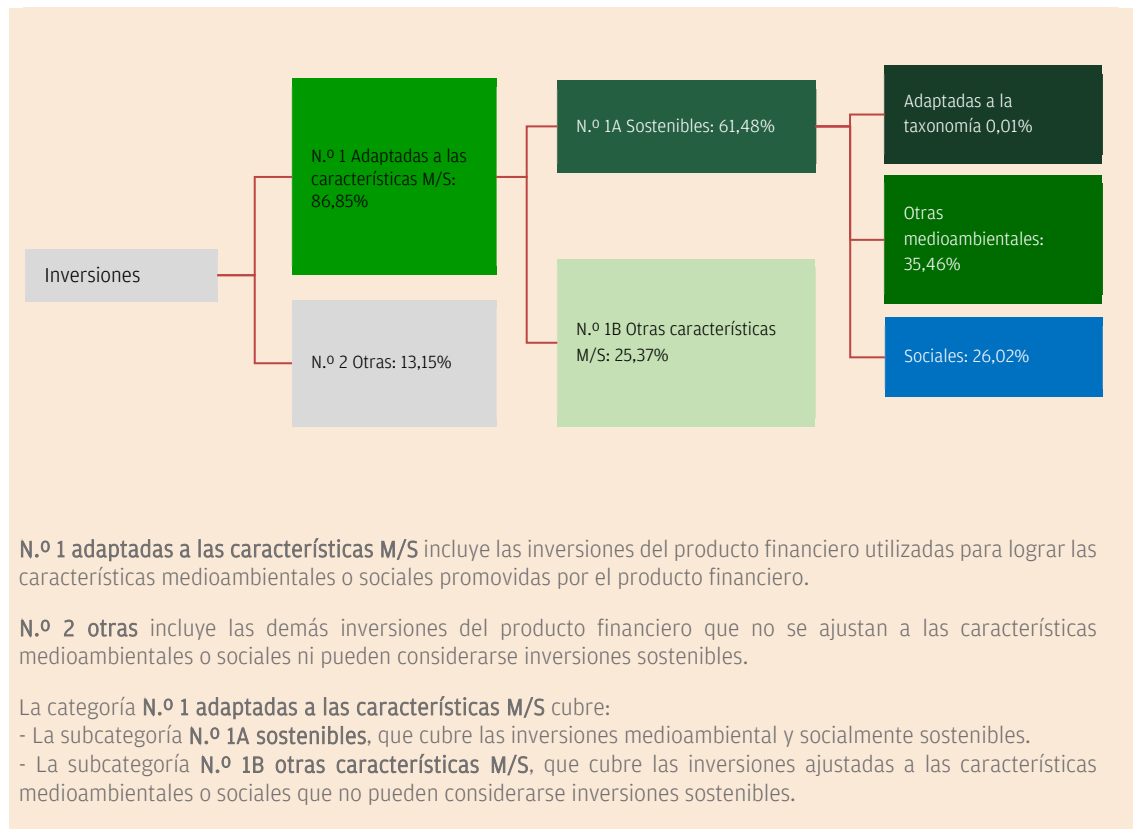 Inversiones
N.º 1 Adaptadas a las
características M/S:
86,85%
N.º 2 Otras: 13,15%
N.º 1A Sostenibles: 61,48%
N.º 1B Otras características
M/S: 25,37%
Adaptadas a la
taxonomía 0,01%
Otras
medioambientales:
35,46%
Sociales: 26,02%
N.º 1 adaptadas a las características M/S incluye las inversiones del producto financiero utilizadas para lograr las
características medioambientales o sociales promovidas por el producto financiero.
N.º 2 otras incluye las demás inversiones del producto financiero que no se ajustan a las características
medioambientales o sociales ni pueden considerarse inversiones sostenibles.
La categoría N.º 1 adaptadas a las características M/S cubre:
- La subcategoría N.º 1A sostenibles, que cubre las inversiones medioambiental y socialmente sostenibles.
- La subcategoría N.º 1B otras características M/S, que cubre las inversiones ajustadas a las características
medioambientales o sociales que no pueden considerarse inversiones sostenibles.